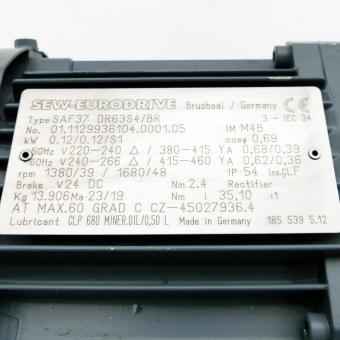 SEW-EURODRIVE Bruchsal / Germany CE
Type SAF37 DR63S4/BR 3 ~ IEC 34
No. 01.1129936104.0001.05 IM M4B
kW 0.12/0.12/S1 cosφ 0,69
50Hz V 220-240 Δ / 380-415 Y A 0,68/0,39
60Hz V 240-266 Δ / 415-460 Y A 0,62/0,36
rpm 1380/39 / 1680/48 IP 54 Ins.CLF
Brake V24 DC Nm 2.4 Rectifier
Kg 13.906 Ma 23/19 Nm i 35,10 :1
AT MAX.60 GRAD C CZ-45027936.4
Lubricant CLP 680 MINER.OIL/0,50 L Made in Germany 185 539 5.12